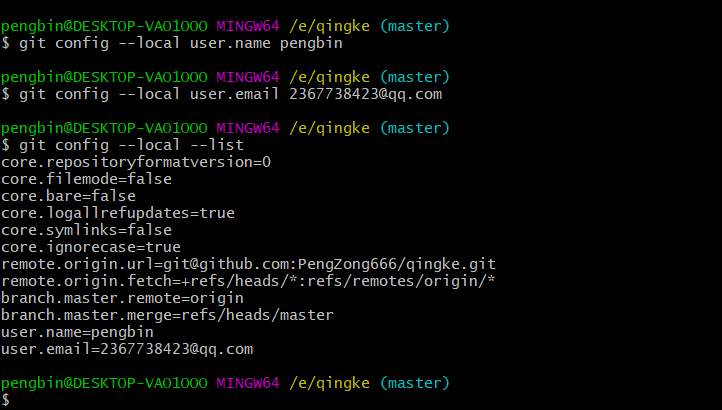 pengbin@DESKTOP-VAO1OOO MINGW64 /e/qingke (master)
$ git config --local user.name pengbin
pengbin@DESKTOP-VAO1OOO MINGW64 /e/qingke (master)
$ git config --local user.email 2367738423@qq.com
pengbin@DESKTOP-VAO1OOO MINGW64 /e/qingke (master)
$ git config --local --list
core.repositoryformatversion=0
core.filemode=false
core.bare=false
core.logallrefupdates=true
core.symlinks=false
core.ignorecase=true
remote.origin.url=git@github.com:PengZong666/qingke.git
remote.origin.fetch=+refs/heads/*:refs/remotes/origin/*
branch.master.remote=origin
branch.master.merge=refs/heads/master
user.name=pengbin
user.email=2367738423@qq.com
pengbin@DESKTOP-VAO1OOO MINGW64 /e/qingke (master)
$